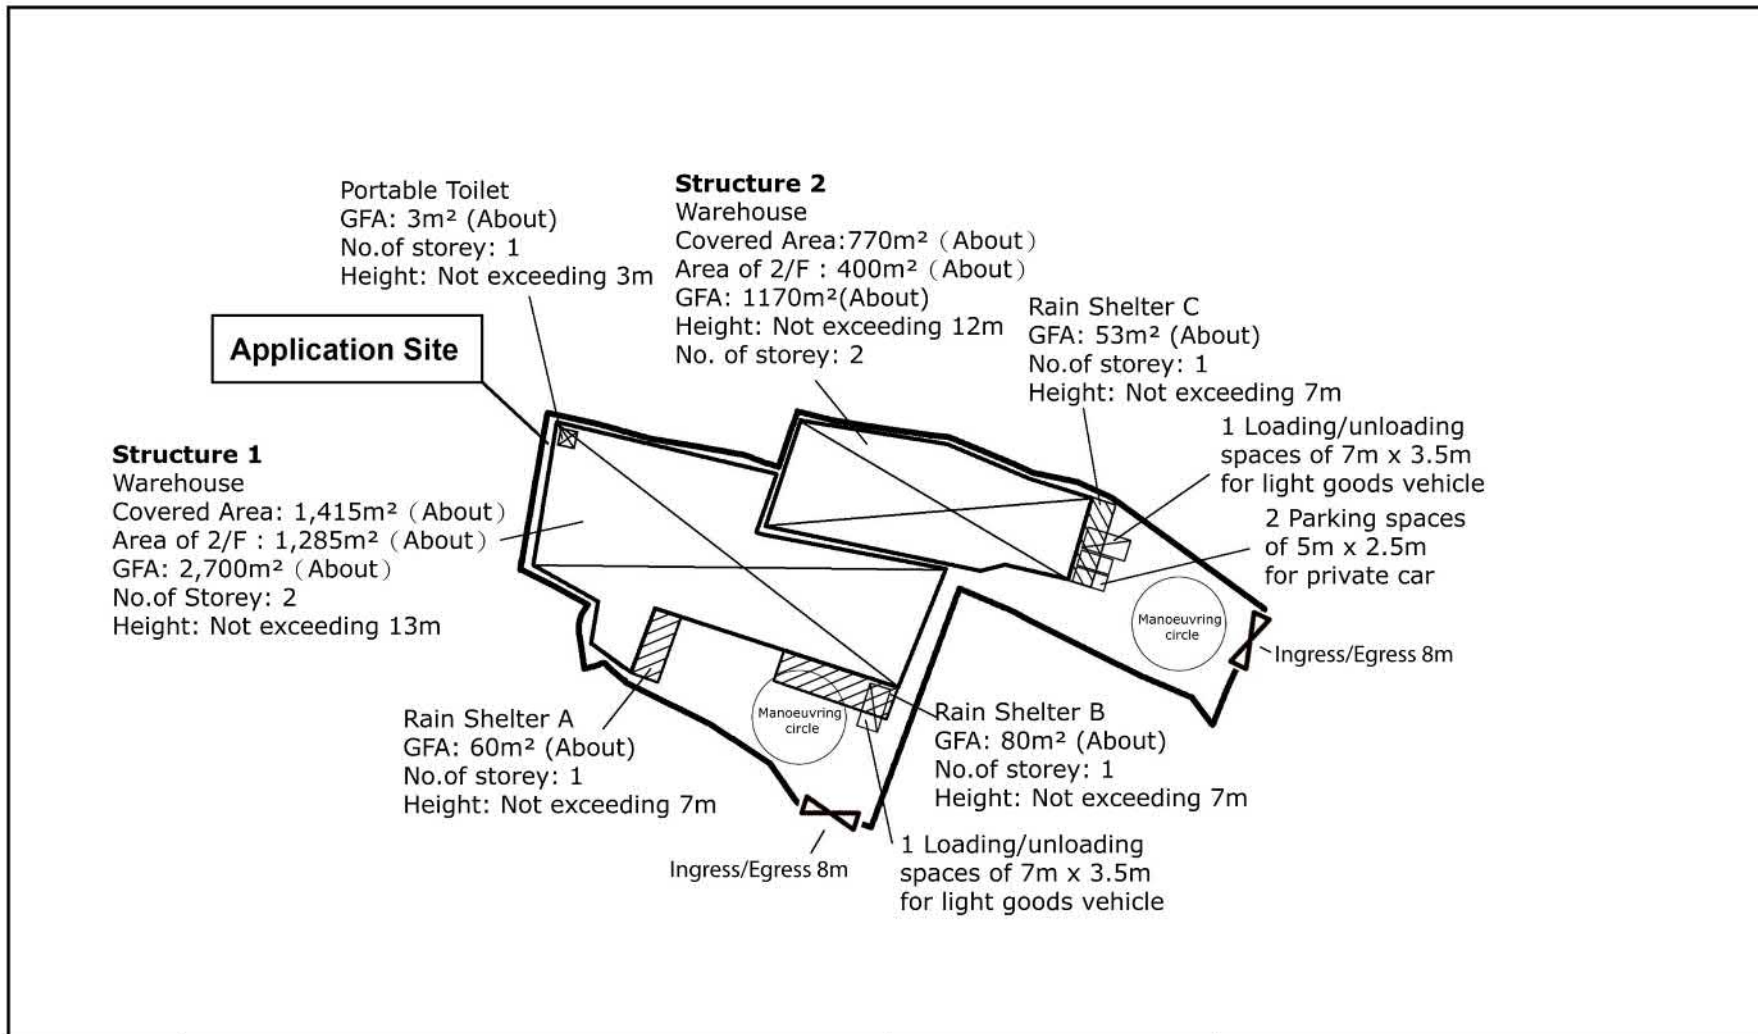 Portable Toilet
GFA: 3m² (About)
No.of storey: 1
Height: Not exceeding 3m
Structure 2
Warehouse
Covered Area:770m²（About）
Area of 2/F : 400m²（About）
GFA: 1170m²(About)
Height: Not exceeding 12m
No. of storey: 2
Rain Shelter C
GFA: 53m² (About)
No.of storey: 1
Height: Not exceeding 7m
Application Site
1 Loading/unloading
spaces of 7m x 3.5m
for light goods vehicle
2 Parking spaces
of 5m x 2.5m
for private car
Structure 1
Warehouse
Covered Area: 1,415m²（About）
Area of 2/F : 1,285m²（About）
GFA: 2,700m²（About）
No.of Storey: 2
Height: Not exceeding 13m
Manoeuvring
circle
Ingress/Egress 8m
Rain Shelter A
GFA: 60m² (About)
No.of storey: 1
Height: Not exceeding 7m
Manoeuvring
circle
Rain Shelter B
GFA: 80m² (About)
No.of storey: 1
Height: Not exceeding 7m
Ingress/Egress 8m
1 Loading/unloading
spaces of 7m x 3.5m
for light goods vehicle